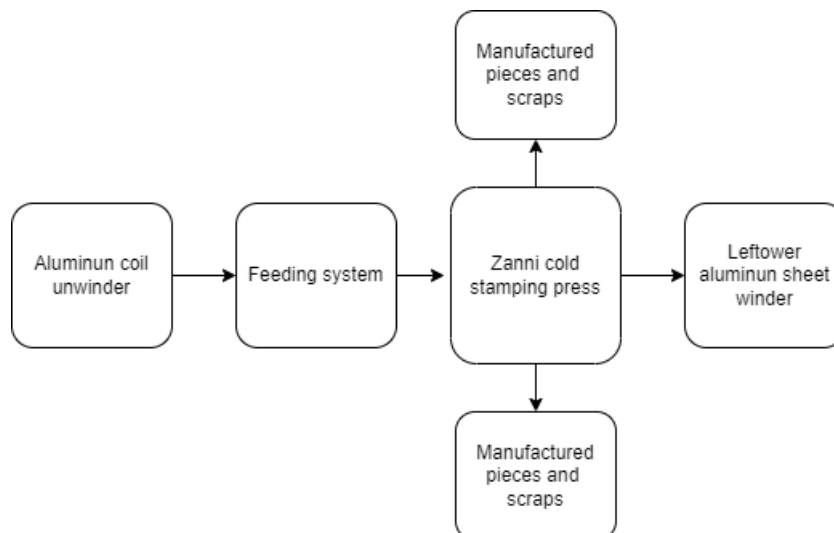 Manufactured
pieces and
scraps
Aluminun coil
unwinder
Feeding system
Zanni cold
stamping press
Leftower
aluminun sheet
winder
Manufactured
pieces and
scraps